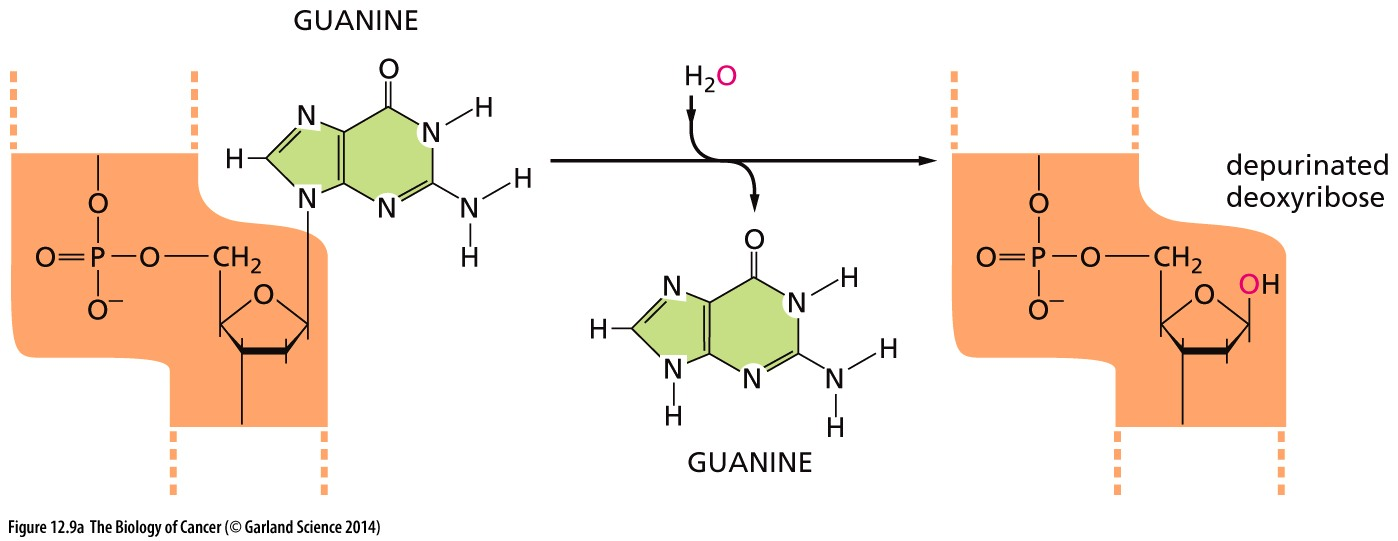 GUANINE
O
N
H
N
H
N
N
N
H
H
O
O=P—O—CH₂
O⁻
O
H₂O
O
N
H
N
H
N
N
N
H
H
H
GUANINE
depurinated
deoxyribose
O
O=P—O—CH₂
O⁻
O
OH
Figure 12.9a The Biology of Cancer (© Garland Science 2014)